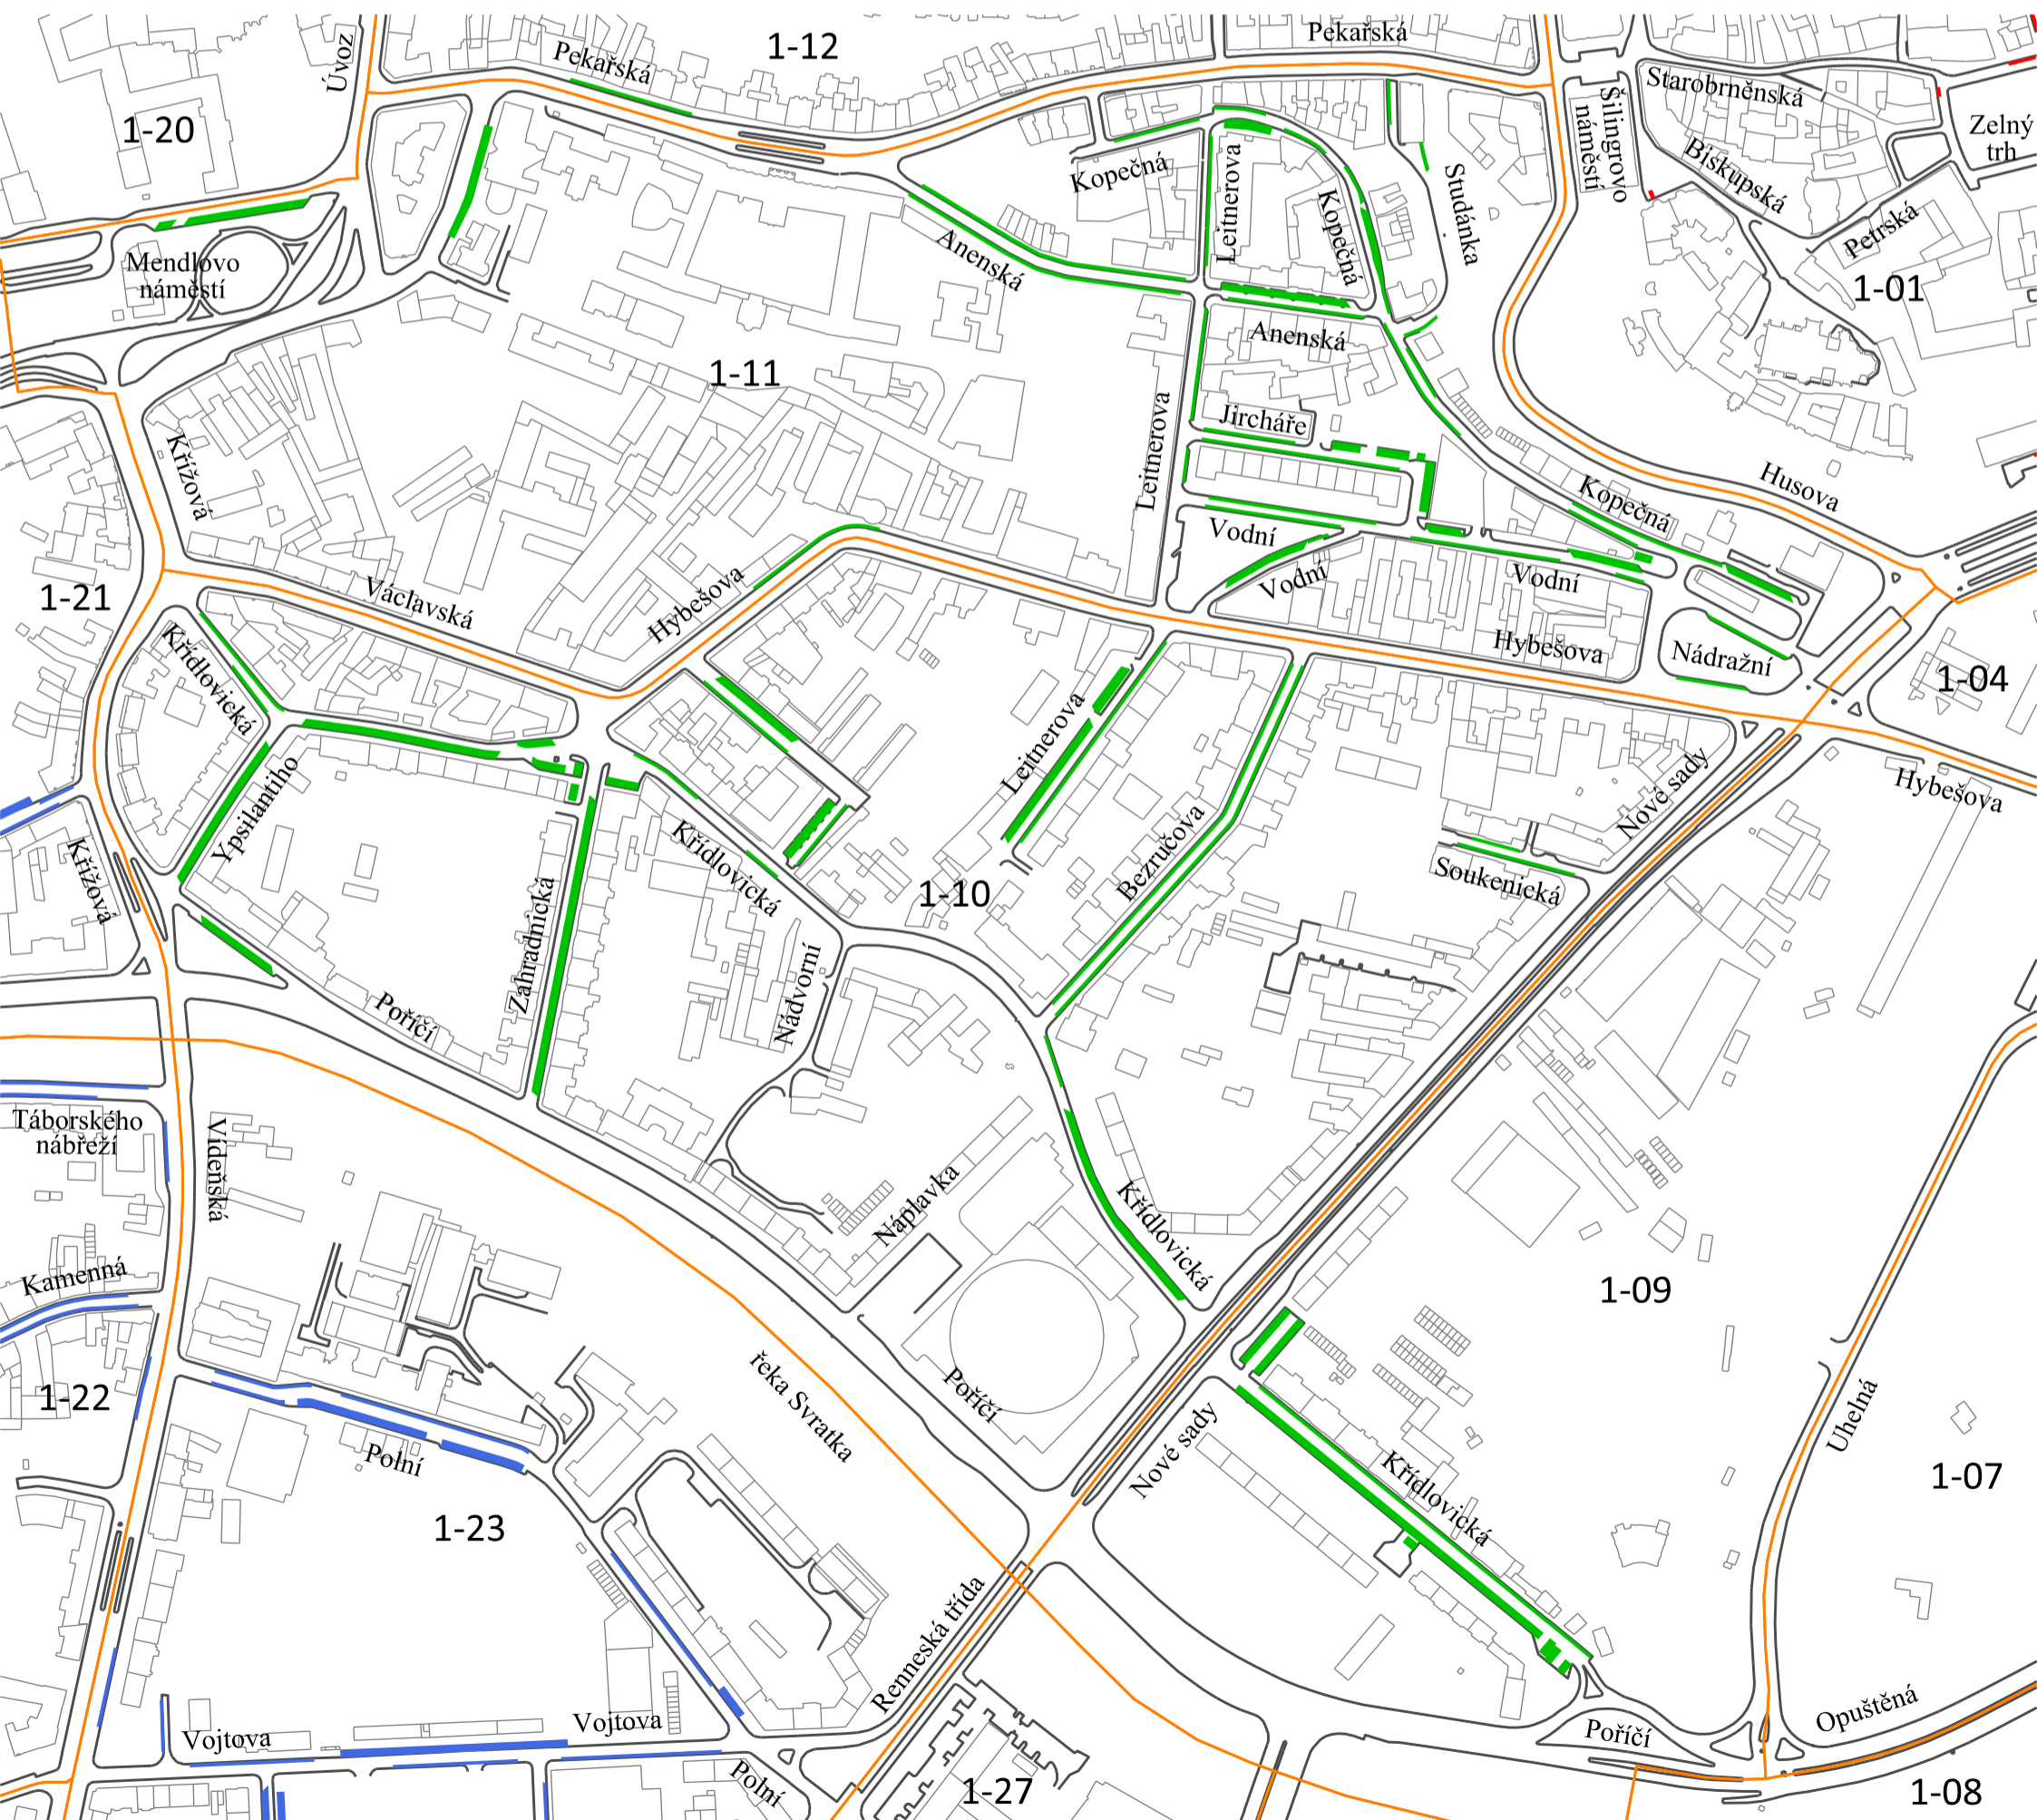 Pekařská
1-12
Pekařská
Úvoz
Starobrněnská
Šilingrovo
náměstí
Zelný
trh
1-20
Biskupská
Kopečná
Leitnerova
Kopečná
Studánka
Petrská
Anenská
Mendlovo
náměstí
1-01
Anenská
1-11
Jircháře
Leitnerova
Křížová
Husova
Kopečná
Vodní
Vodní
Vodní
Václavská
Hybešova
1-21
Křídlovická
Hybešova
Nádražní
1-04
Leitnerova
Nové sady
Hybešova
Ypsilantiho
Křídlovická
Bezručova
Soukenická
Křížová
1-10
Zahradnická
Nádvorní
Poříčí
Táborského
nábřeží
Vídeňská
Náplavka
Křídlovická
Kamenná
1-09
1-22
řeka Svratka
Poříčí
Nové sady
Uhelná
Polní
Křídlovická
1-07
1-23
Renneská třída
Vojtova
Vojtova
Opuštěná
Poříčí
Polní
1-27
1-08